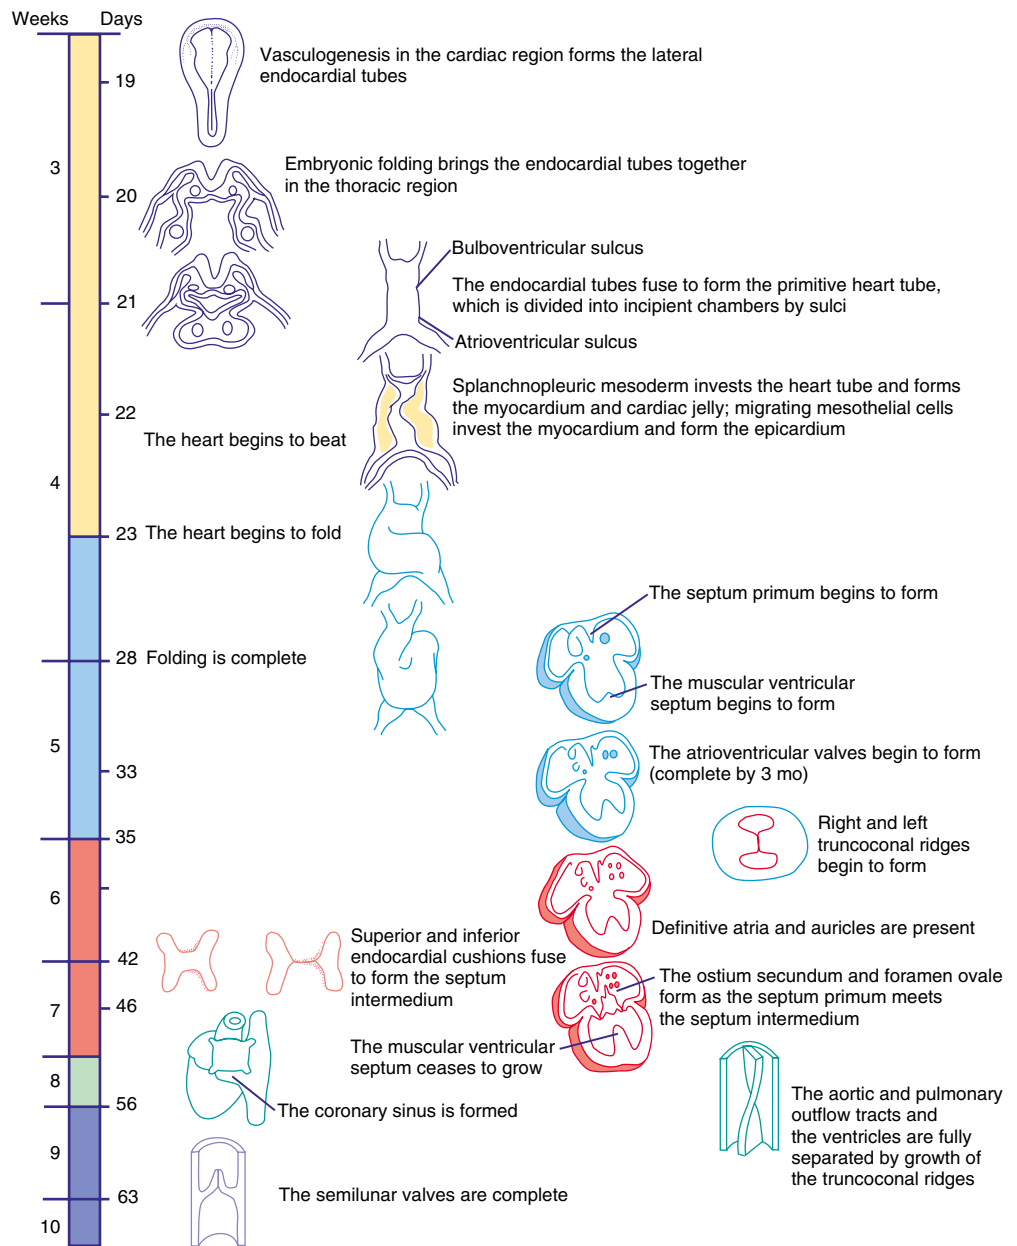 Weeks Days
19
Vasculogenesis in the cardiac region forms the lateral
endocardial tubes
3
Embryonic folding brings the endocardial tubes together
in the thoracic region
20
Bulboventricular sulcus
The endocardial tubes fuse to form the primitive heart tube,
which is divided into incipient chambers by sulci
21
Atrioventricular sulcus
Splanchnopleuric mesoderm invests the heart tube and forms
the myocardium and cardiac jelly; migrating mesothelial cells
invest the myocardium and form the epicardium
22
The heart begins to beat
4
23 The heart begins to fold
The septum primum begins to form
28 Folding is complete
The muscular ventricular
septum begins to form
5
The atrioventricular valves begin to form
(complete by 3 mo)
33
35
Right and left
truncoconal ridges
begin to form
6
Definitive atria and auricles are present
Superior and inferior
endocardial cushions fuse
to form the septum
intermedium
42
The ostium secundum and foramen ovale
form as the septum primum meets
the septum intermedium
7
46
The muscular ventricular
septum ceases to grow
8
56
The coronary sinus is formed
The aortic and pulmonary
outflow tracts and
the ventricles are fully
separated by growth of
the truncoconal ridges
9
63
The semilunar valves are complete
10